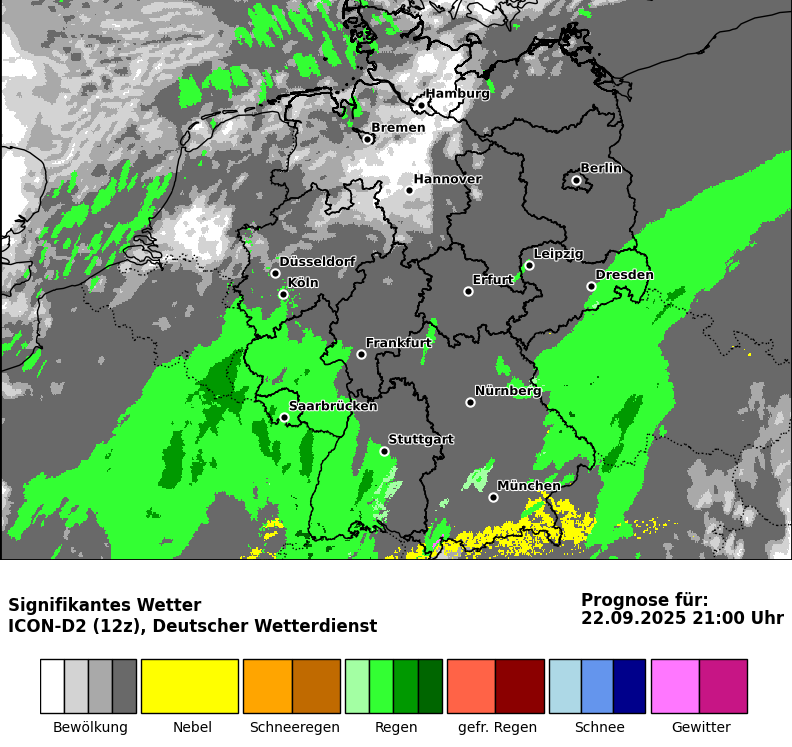 Hamburg
Bremen
Berlin
Hannover
Leipzig
Düsseldorf
Dresden
Köln
Erfurt
Frankfurt
Nürnberg
Saarbrücken
Stuttgart
München
Signifikantes Wetter
ICON-D2 (12z), Deutscher Wetterdienst
Prognose für:
22.09.2025 21:00 Uhr
Bewölkung
Nebel
Schneeregen
Regen
gefr. Regen
Schnee
Gewitter